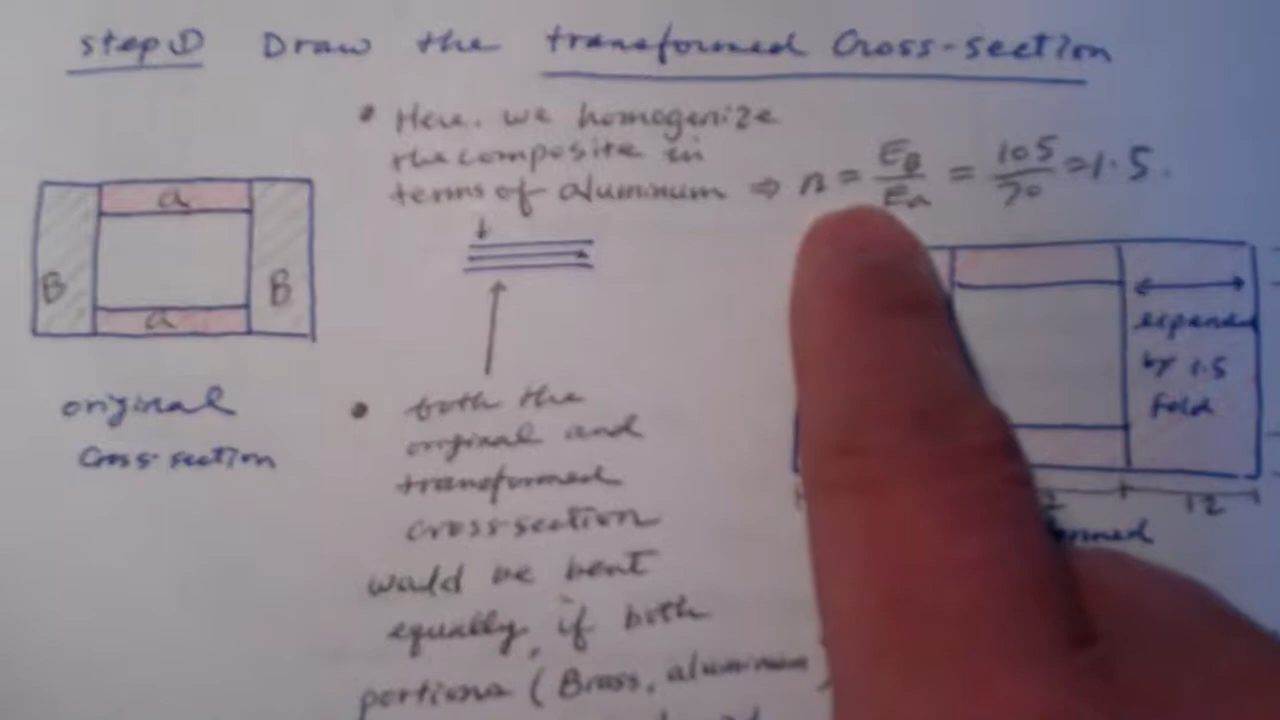 step① Draw the transformed Cross-section
• Here. we homogenize
the composite in
terms of aluminum ⇒ n = E_B/E_a = 105/70 = 1.5.
a
B
B
a
original
Cross-section
• both the
original and
transformed
cross-section
would be bent
equally, if both
portions (Brass, aluminum)
expand
by 1.5
fold
12